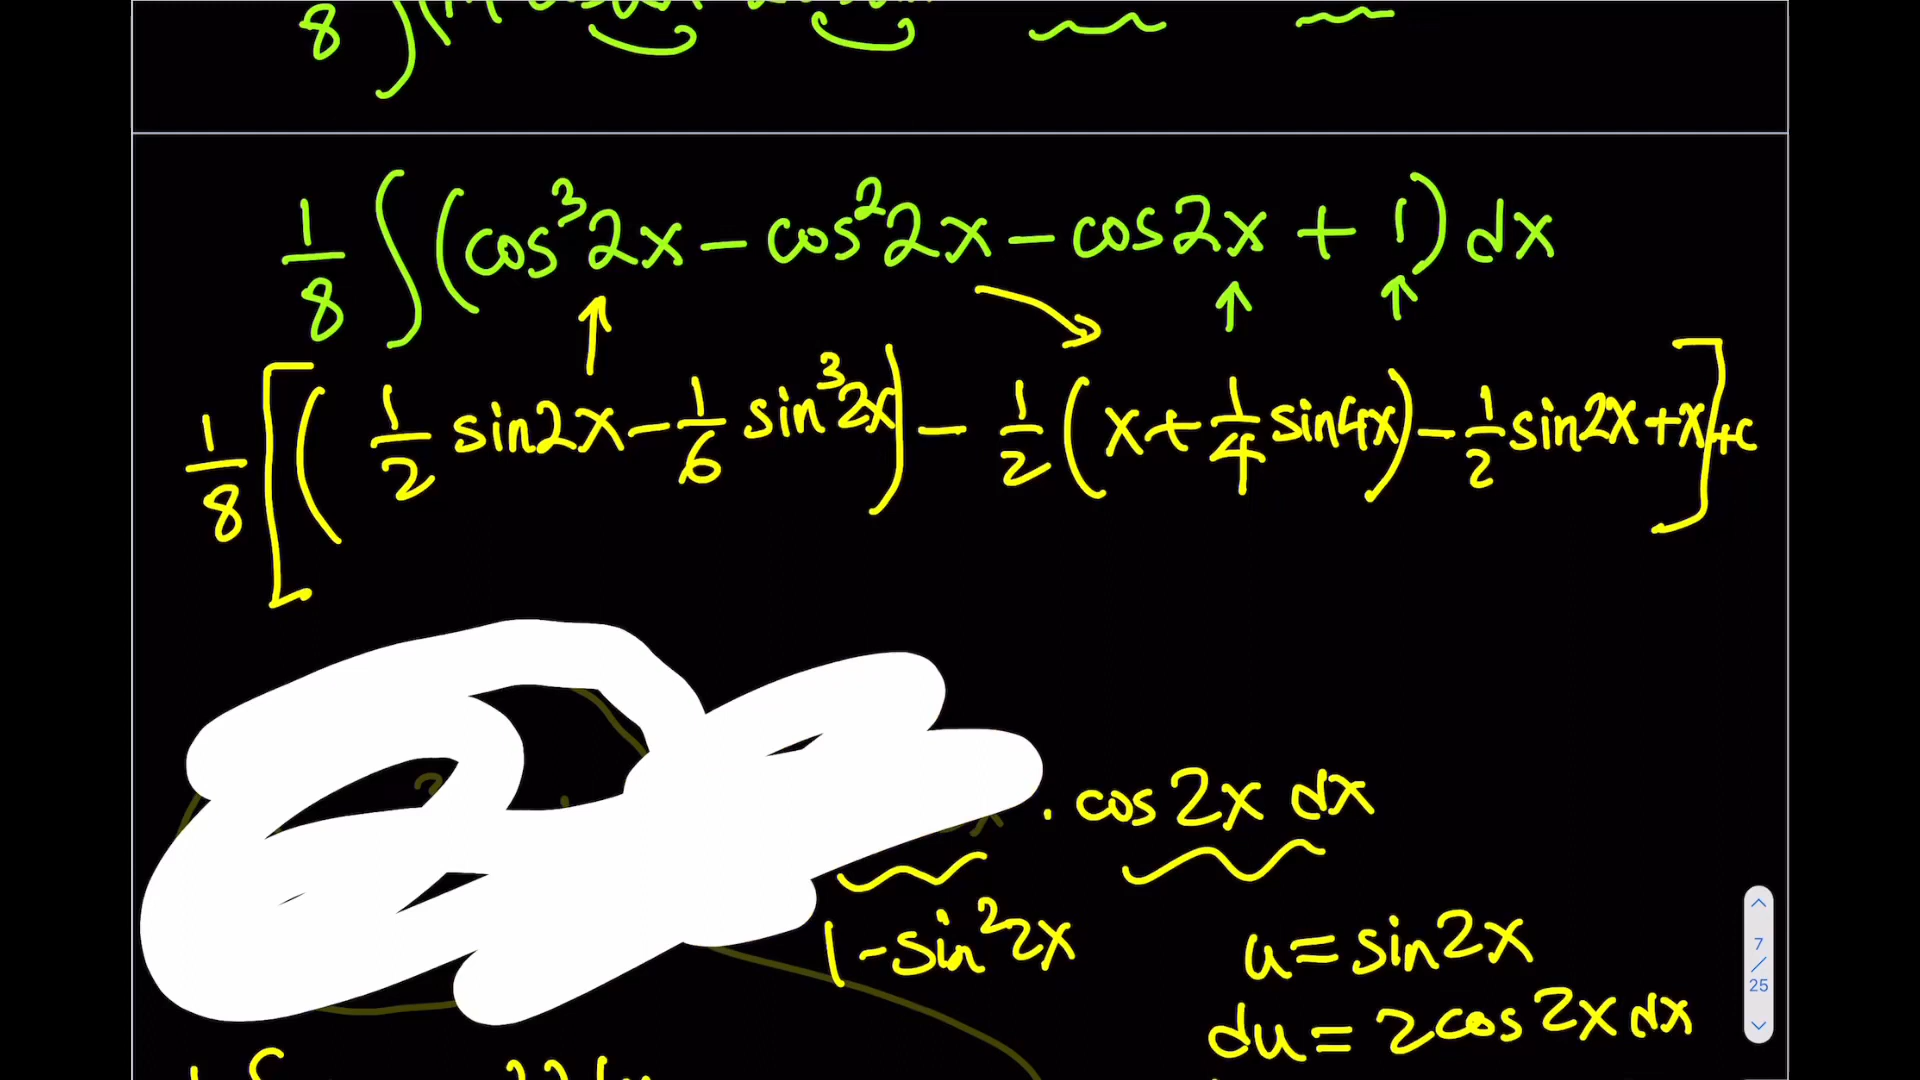 1/8 ∫(cos³2x − cos²2x − cos2x + 1) dx
1/8 [( 1/2 sin2x − 1/6 sin³2x) − 1/2 (x + 1/4 sin4x) − 1/2 sin2x + x] + c
· cos 2x dx
1 − sin²2x
u = sin2x
du = 2cos 2x dx
7
/
25